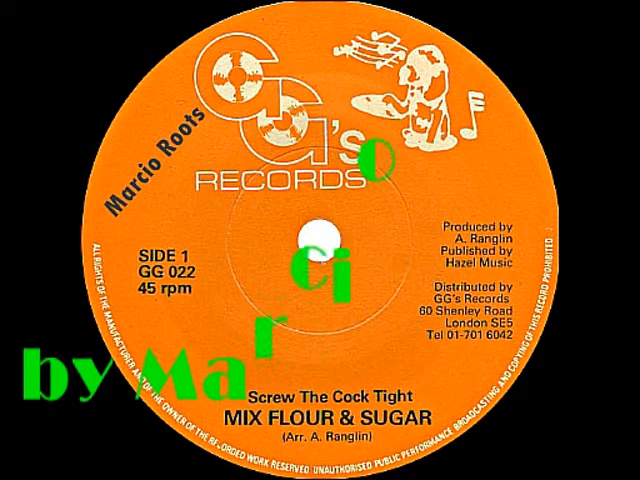 GG's
RECORDS
Marcio Roots
SIDE 1
GG 022
45 rpm
Produced by
A. Ranglin
Published by
Hazel Music
Distributed by
GG's Records
60 Shenley Road
London SE5
Tel 01-701 6042
by Marcio
Screw The Cock Tight
MIX FLOUR & SUGAR
(Arr. A. Ranglin)
ALL RIGHTS OF THE MANUFACTURER AND OF THE OWNER OF THE RECORDED WORK RESERVED UNAUTHORISED PUBLIC PERFORMANCE BROADCASTING AND COPYING OF THIS RECORD PROHIBITED